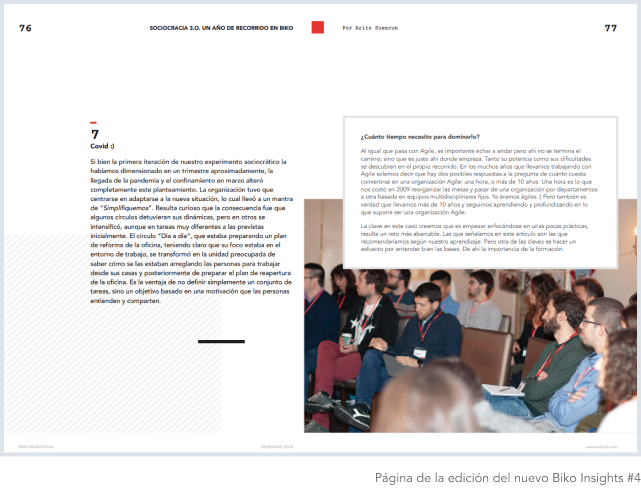 76
SOCIOCRACIA 3.0. UN AÑO DE RECORRIDO EN BIKO
Por Arits Suescun
77
7
Covid :)
Si bien la primera iteración de nuestro experimento sociocrático la
habíamos dimensionado en un trimestre aproximadamente, la
llegada de la pandemia y el confinamiento en marzo alteró
completamente este planteamiento. La organización tuvo que
centrarse en adaptarse a la nueva situación, lo cual llevó a un mantra
de “Simplifiquemos”. Resulta curioso que la consecuencia fue que
algunos círculos detuvieran sus dinámicas, pero en otros se
intensificó, aunque en tareas muy diferentes a las previstas
inicialmente. El círculo “Día a día”, que estaba preparando un plan
de reforma de la oficina, teniendo claro que su foco estaba en el
entorno de trabajo, se transformó en la unidad preocupada de
saber cómo se las estaban arreglando las personas para trabajar
desde sus casas y posteriormente de preparar el plan de reapertura
de la oficina. Es la ventaja de no definir simplemente un conjunto de
tareas, sino un objetivo basado en una motivación que las personas
entienden y comparten.
¿Cuánto tiempo necesito para dominarlo?
Al igual que pasa con Agile, es importante echar a andar pero ahí no se termina el
camino, sino que es justo ahí donde empieza. Tanto su potencia como sus dificultades
se descubren en el propio recorrido. En los muchos años que llevamos trabajando con
Agile solemos decir que hay dos posibles respuestas a la pregunta de cuánto cuesta
convertirse en una organización Agile: una hora, o más de 10 años. Una hora es lo que
nos costó en 2009 reorganizar las mesas y pasar de una organización por departamentos
a otra basada en equipos multidisciplinares fijos. Ya éramos ágiles :) Pero también es
verdad que llevamos más de 10 años y seguimos aprendiendo y profundizando en lo
que supone ser una organización Agile.
La clave en este caso creemos que es empezar enfocándose en unas pocas prácticas,
resulta un reto más abarcable. Las que señalamos en este artículo son las que
recomendaríamos según nuestro aprendizaje. Pero otra de las claves es hacer un
esfuerzo por entender bien las bases. De ahí la importancia de la formación.
BIKO INSIGHTS #4
DICIEMBRE 2020
Página de la edición del nuevo Biko Insights #4